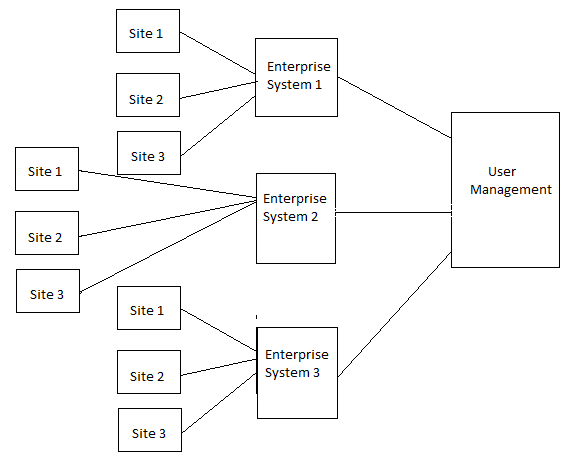 Site 1
Site 2
Site 3
Enterprise
System 1
Site 1
Site 2
Site 3
Enterprise
System 2
Site 1
Site 2
Site 3
Enterprise
System 3
User
Management